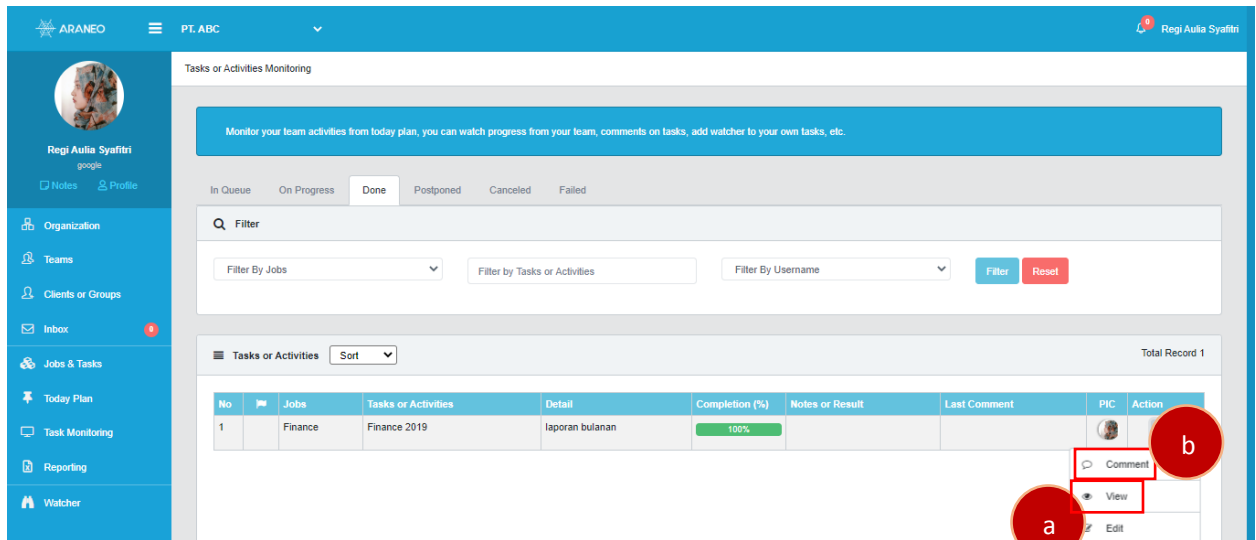 ARANEO
PT. ABC
0
Regi Aulia Syafitri
Regi Aulia Syafitri
google
Notes Profile
Organization
Teams
Clients or Groups
Inbox 0
Jobs & Tasks
Today Plan
Task Monitoring
Reporting
Watcher
Tasks or Activities Monitoring
Monitor your team activities from today plan, you can watch progress from your team, comments on tasks, add watcher to your own tasks, etc.
In Queue On Progress Done Postponed Canceled Failed
Filter
Filter By Jobs Filter by Tasks or Activities Filter By Username Filter Reset
Tasks or Activities Sort Total Record 1
No Jobs Tasks or Activities Detail Completion (%) Notes or Result Last Comment PIC Action
1 Finance Finance 2019 laporan bulanan 100%
b
Comment
View
a
Edit